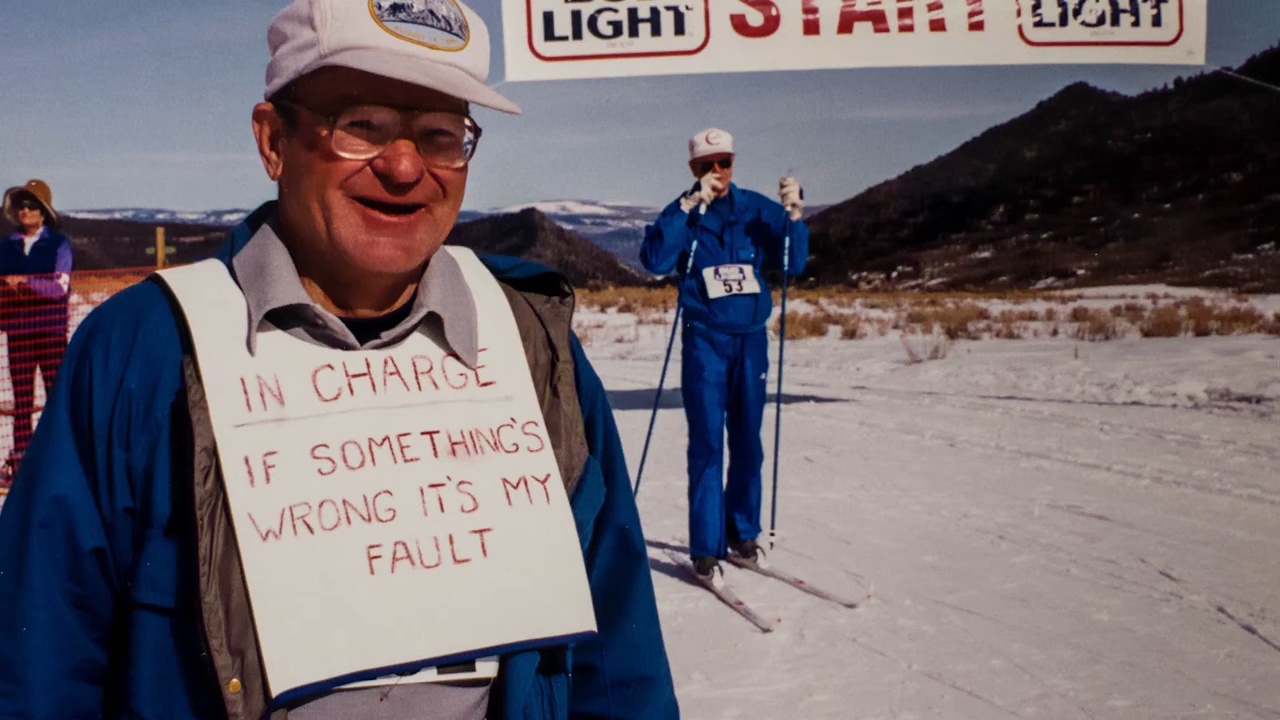 LIGHT START LIGHT
53
IN CHARGE
IF SOMETHING'S
WRONG IT'S MY
FAULT